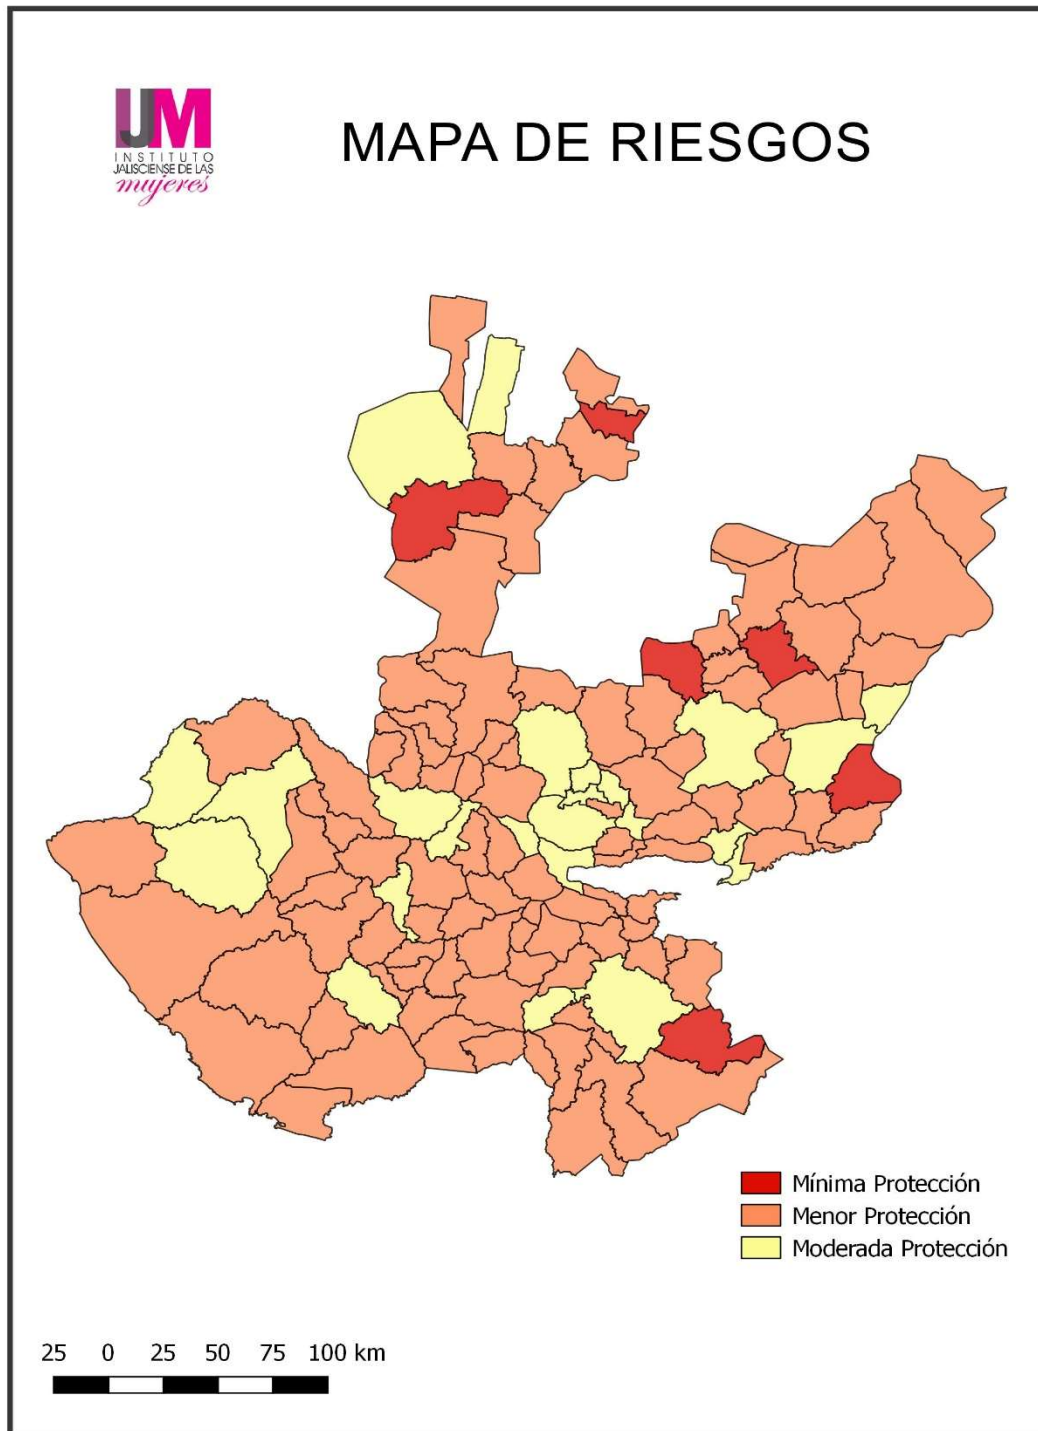 IJM
INSTITUTO
JALISCIENSE DE LAS
mujeres
MAPA DE RIESGOS
Mínima Protección
Menor Protección
Moderada Protección
25 0 25 50 75 100 km